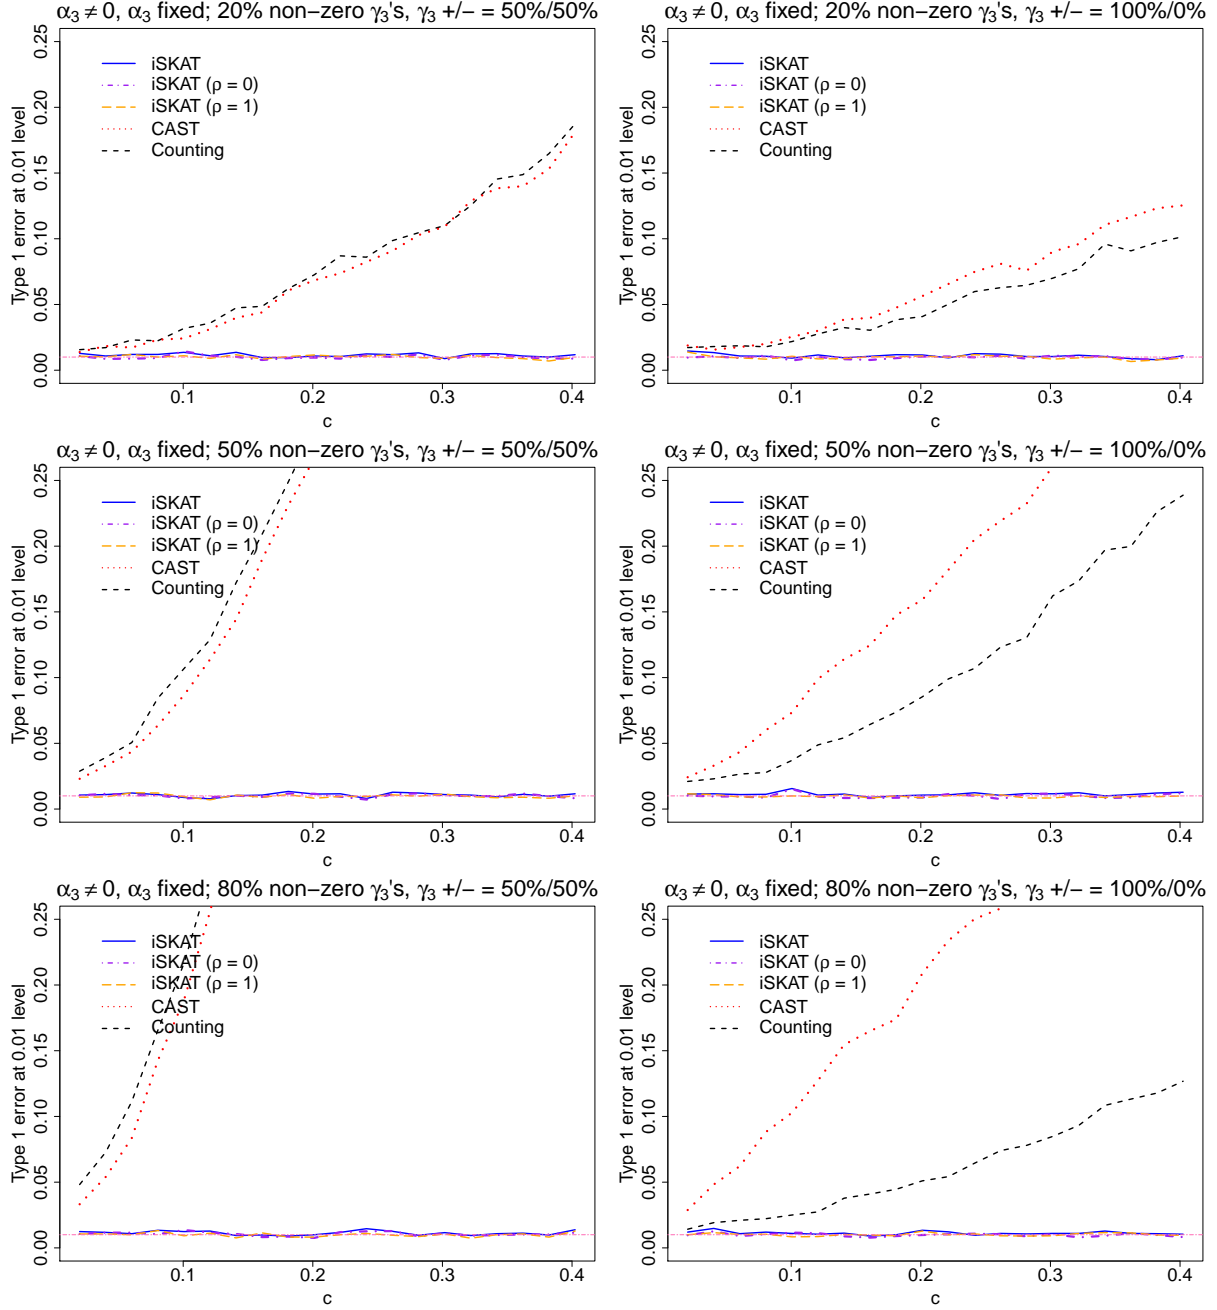 α₃ ≠ 0, α₃ fixed; 20% non−zero γ₃'s, γ₃ +/− = 50%/50%
Type 1 error at 0.01 level
0.00 0.05 0.10 0.15 0.20 0.25
iSKAT
iSKAT (ρ = 0)
iSKAT (ρ = 1)
CAST
Counting
0.1 0.2 0.3 0.4
c
α₃ ≠ 0, α₃ fixed; 20% non−zero γ₃'s, γ₃ +/− = 100%/0%
Type 1 error at 0.01 level
0.00 0.05 0.10 0.15 0.20 0.25
iSKAT
iSKAT (ρ = 0)
iSKAT (ρ = 1)
CAST
Counting
0.1 0.2 0.3 0.4
c
α₃ ≠ 0, α₃ fixed; 50% non−zero γ₃'s, γ₃ +/− = 50%/50%
Type 1 error at 0.01 level
0.00 0.05 0.10 0.15 0.20 0.25
iSKAT
iSKAT (ρ = 0)
iSKAT (ρ = 1)
CAST
Counting
0.1 0.2 0.3 0.4
c
α₃ ≠ 0, α₃ fixed; 50% non−zero γ₃'s, γ₃ +/− = 100%/0%
Type 1 error at 0.01 level
0.00 0.05 0.10 0.15 0.20 0.25
iSKAT
iSKAT (ρ = 0)
iSKAT (ρ = 1)
CAST
Counting
0.1 0.2 0.3 0.4
c
α₃ ≠ 0, α₃ fixed; 80% non−zero γ₃'s, γ₃ +/− = 50%/50%
Type 1 error at 0.01 level
0.00 0.05 0.10 0.15 0.20 0.25
iSKAT
iSKAT (ρ = 0)
iSKAT (ρ = 1)
CAST
Counting
0.1 0.2 0.3 0.4
c
α₃ ≠ 0, α₃ fixed; 80% non−zero γ₃'s, γ₃ +/− = 100%/0%
Type 1 error at 0.01 level
0.00 0.05 0.10 0.15 0.20 0.25
iSKAT
iSKAT (ρ = 0)
iSKAT (ρ = 1)
CAST
Counting
0.1 0.2 0.3 0.4
c